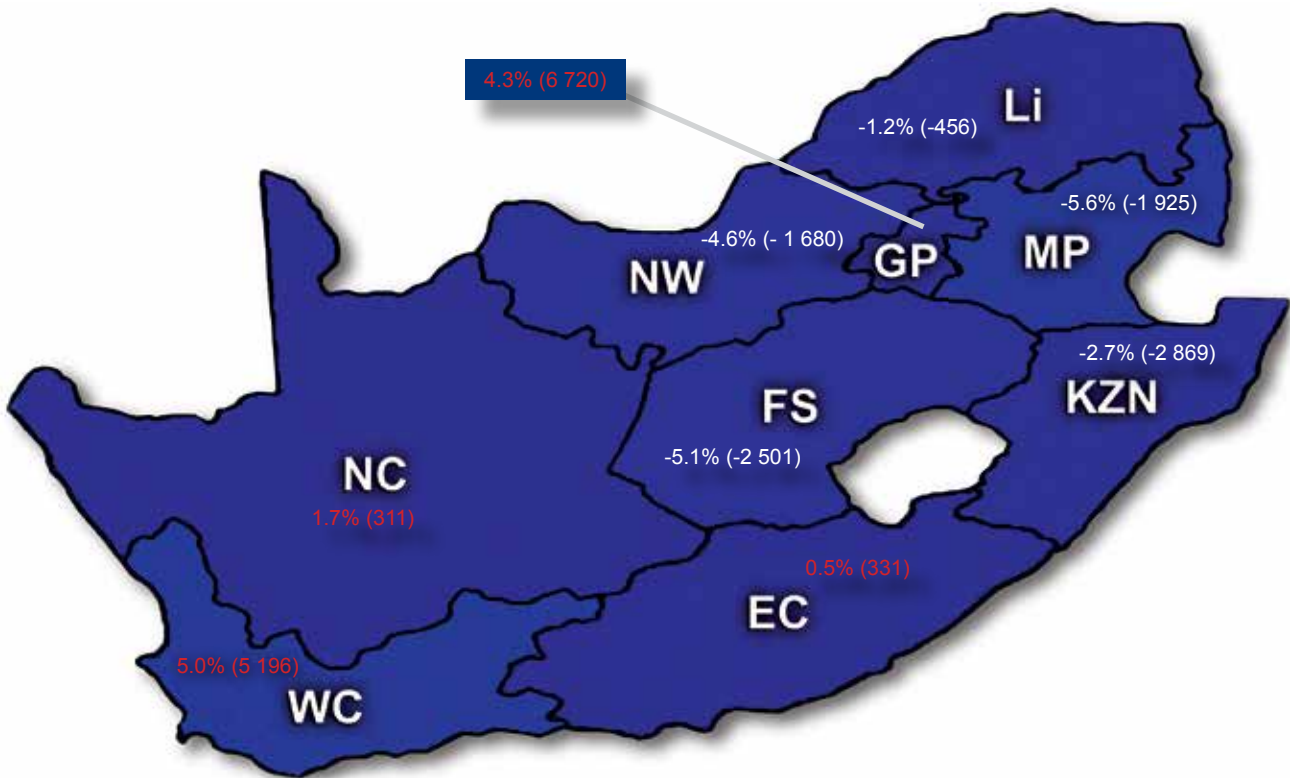 4.3% (6 720)
Li
-1.2% (-456)
-5.6% (-1 925)
-4.6% (- 1 680)
GP
MP
NW
-2.7% (-2 869)
KZN
FS
-5.1% (-2 501)
NC
1.7% (311)
0.5% (331)
EC
5.0% (5 196)
WC